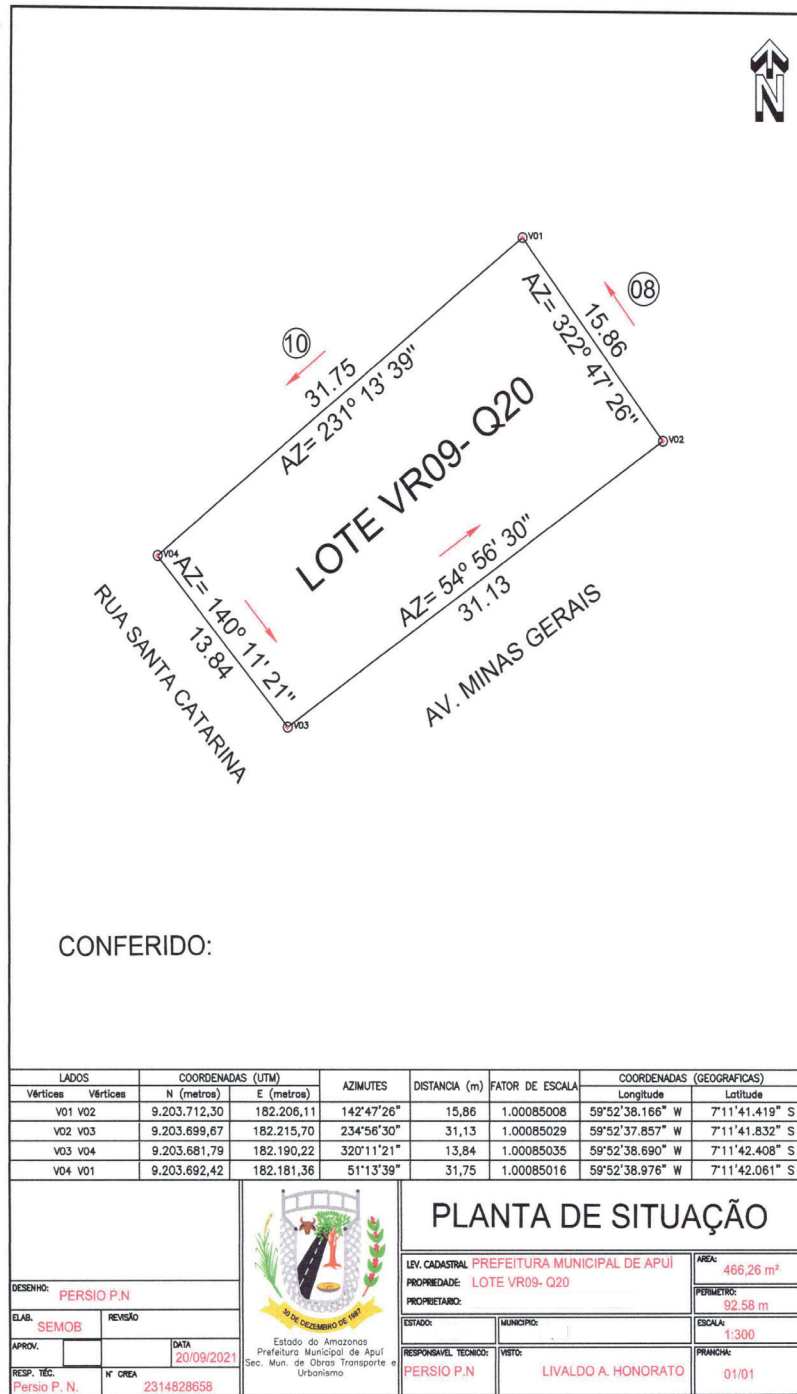 N
V01
08
15.86
AZ= 322º 47' 26"
10
31.75
AZ= 231º 13' 39"
V02
LOTE VR09- Q20
V04
AZ= 140º 11' 21"
13.84
AZ= 54º 56' 30"
31.13
RUA SANTA CATARINA
AV. MINAS GERAIS
V03
CONFERIDO:
LADOS COORDENADAS (UTM) AZIMUTES DISTANCIA (m) FATOR DE ESCALA COORDENADAS (GEOGRAFICAS)
Vértices Vértices N (metros) E (metros) Longitude Latitude
V01 V02 9.203.712,30 182.206,11 142°47'26" 15,86 1.00085008 59°52'38.166" W 7°11'41.419" S
V02 V03 9.203.699,67 182.215,70 234°56'30" 31,13 1.00085029 59°52'37.857" W 7°11'41.832" S
V03 V04 9.203.681,79 182.190,22 320°11'21" 13,84 1.00085035 59°52'38.690" W 7°11'42.408" S
V04 V01 9.203.692,42 182.181,36 51°13'39" 31,75 1.00085016 59°52'38.976" W 7°11'42.061" S
DESENHO: PERSIO P.N
ELAB. SEMOB
REVISÃO
APROV.
DATA 20/09/2021
RESP. TÉC. Persio P. N.
Nº CREA 2314828658
30 DE DEZEMBRO DE 1987
Estado do Amazonas
Prefeitura Municipal de Apuí
Sec. Mun. de Obras Transporte e
Urbanismo
PLANTA DE SITUAÇÃO
LEV. CADASTRAL PREFEITURA MUNICIPAL DE APUÍ
PROPRIEDADE: LOTE VR09- Q20
PROPRIETARIO:
AREA: 466,26 m²
PERIMETRO: 92.58 m
ESTADO:
MUNICIPIO:
ESCALA: 1:300
RESPONSAVEL TECNICO: PERSIO P.N
VISTO: LIVALDO A. HONORATO
PRANCHA: 01/01